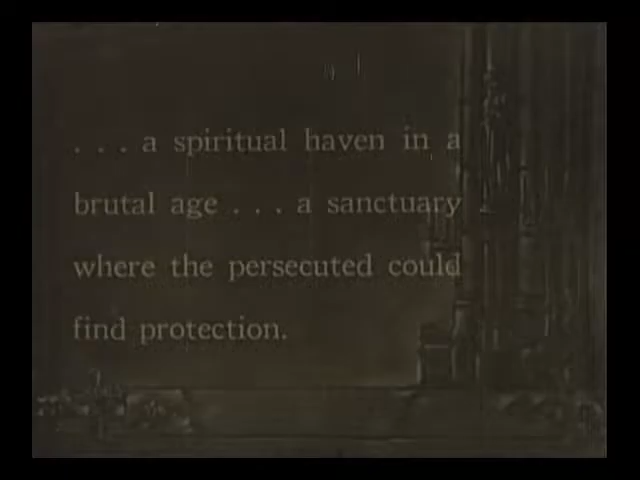 . . . a spiritual haven in a
brutal age . . . a sanctuary
where the persecuted could
find protection.